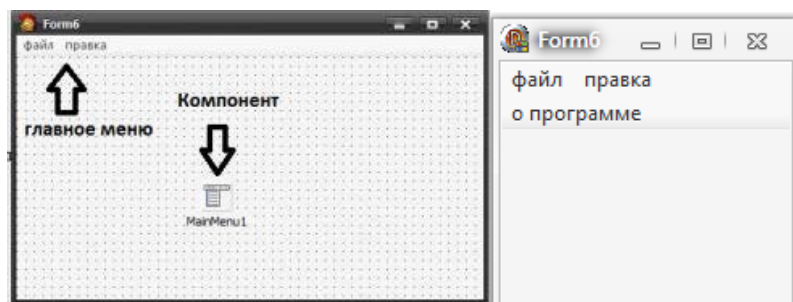 Form6
файл правка
Компонент
главное меню
MainMenu1
Form6
файл правка
о программе